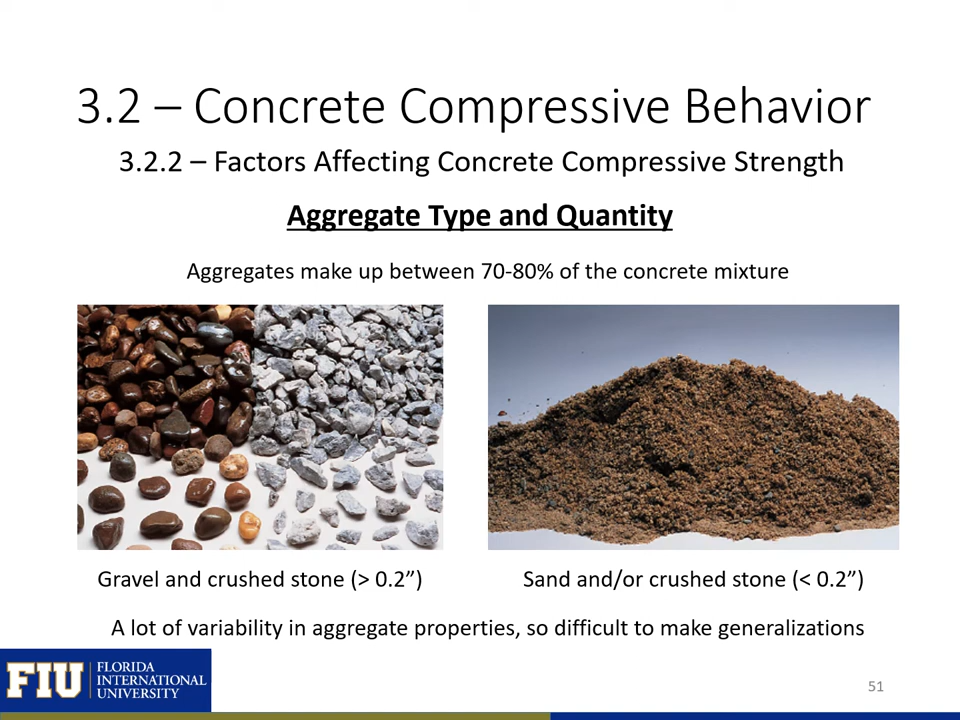 3.2 – Concrete Compressive Behavior
3.2.2 – Factors Affecting Concrete Compressive Strength
Aggregate Type and Quantity
Aggregates make up between 70-80% of the concrete mixture
Gravel and crushed stone (> 0.2”)
Sand and/or crushed stone (< 0.2”)
A lot of variability in aggregate properties, so difficult to make generalizations
FIU
FLORIDA
INTERNATIONAL
UNIVERSITY
51